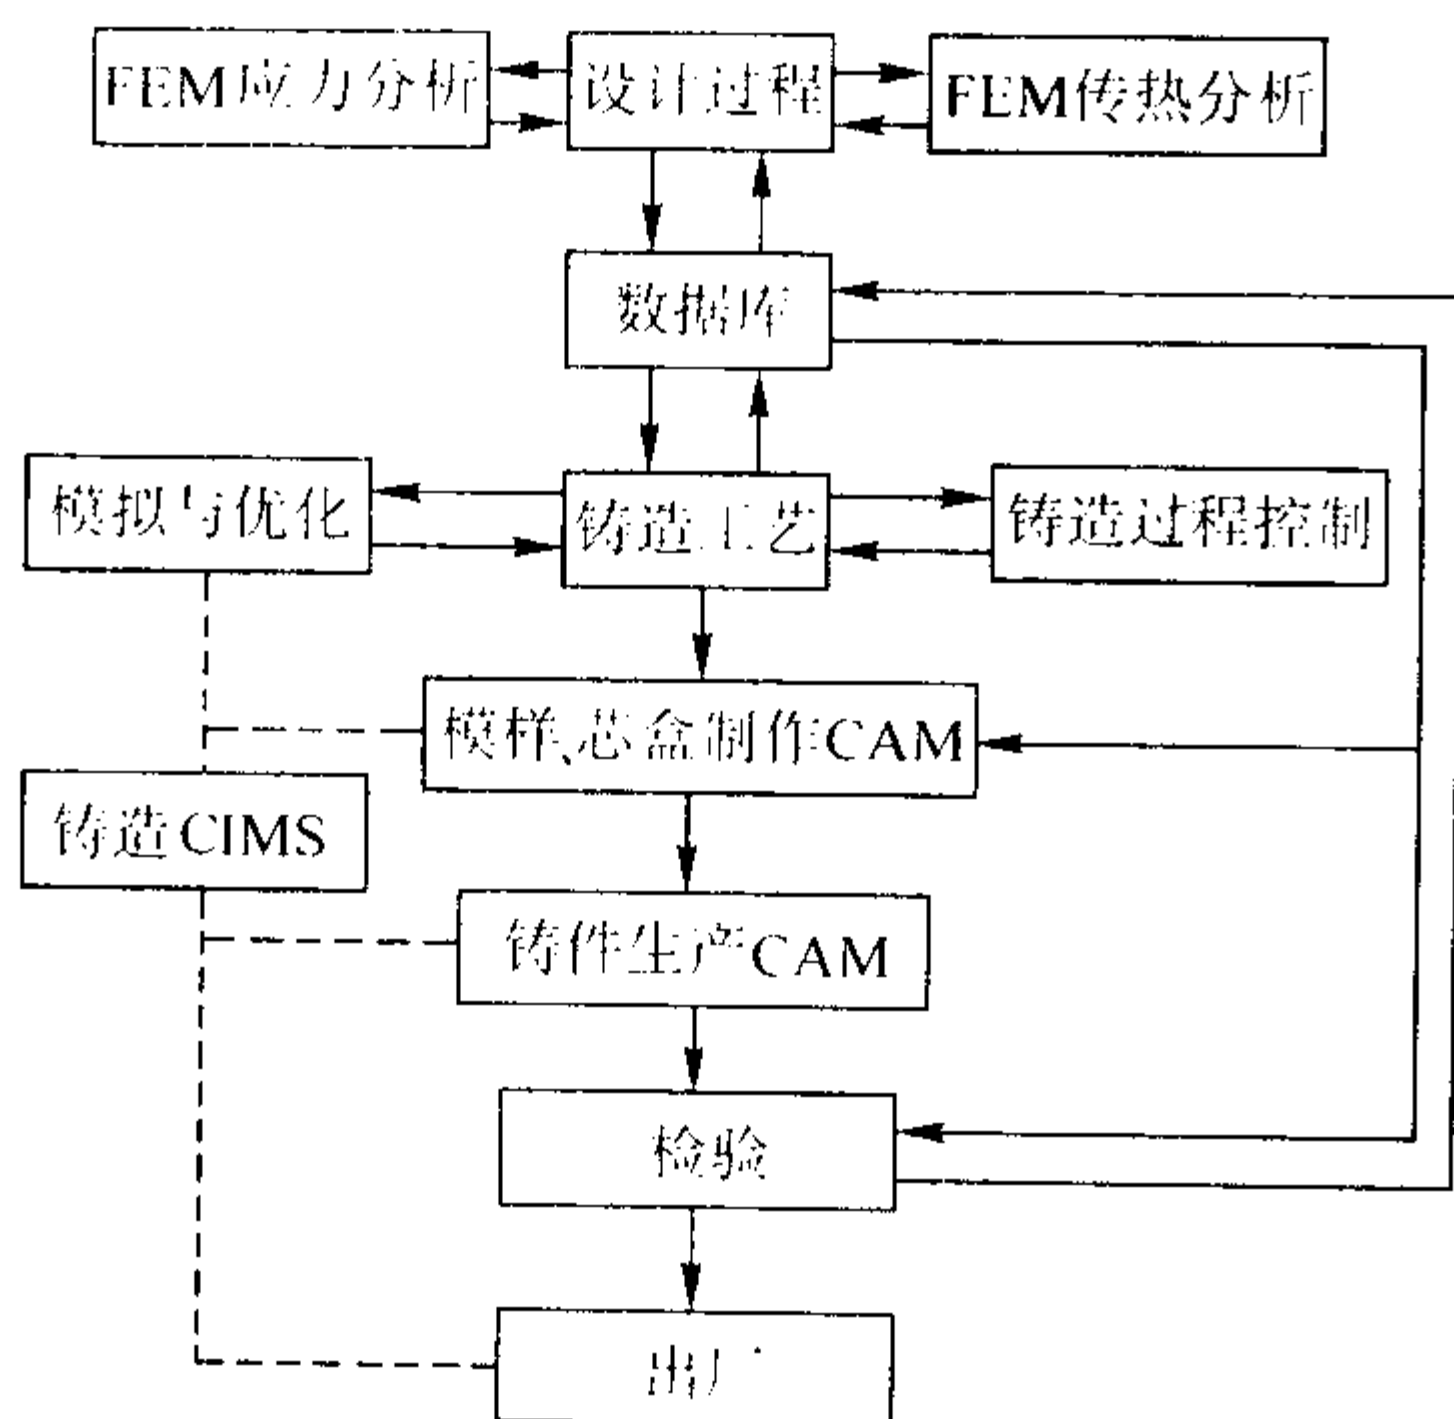 FEM应力分析
设计过程
FEM传热分析
数据库
模拟与优化
铸造工艺
铸造过程控制
模样、芯盒制作CAM
铸造CIMS
铸件生产CAM
检验
出厂